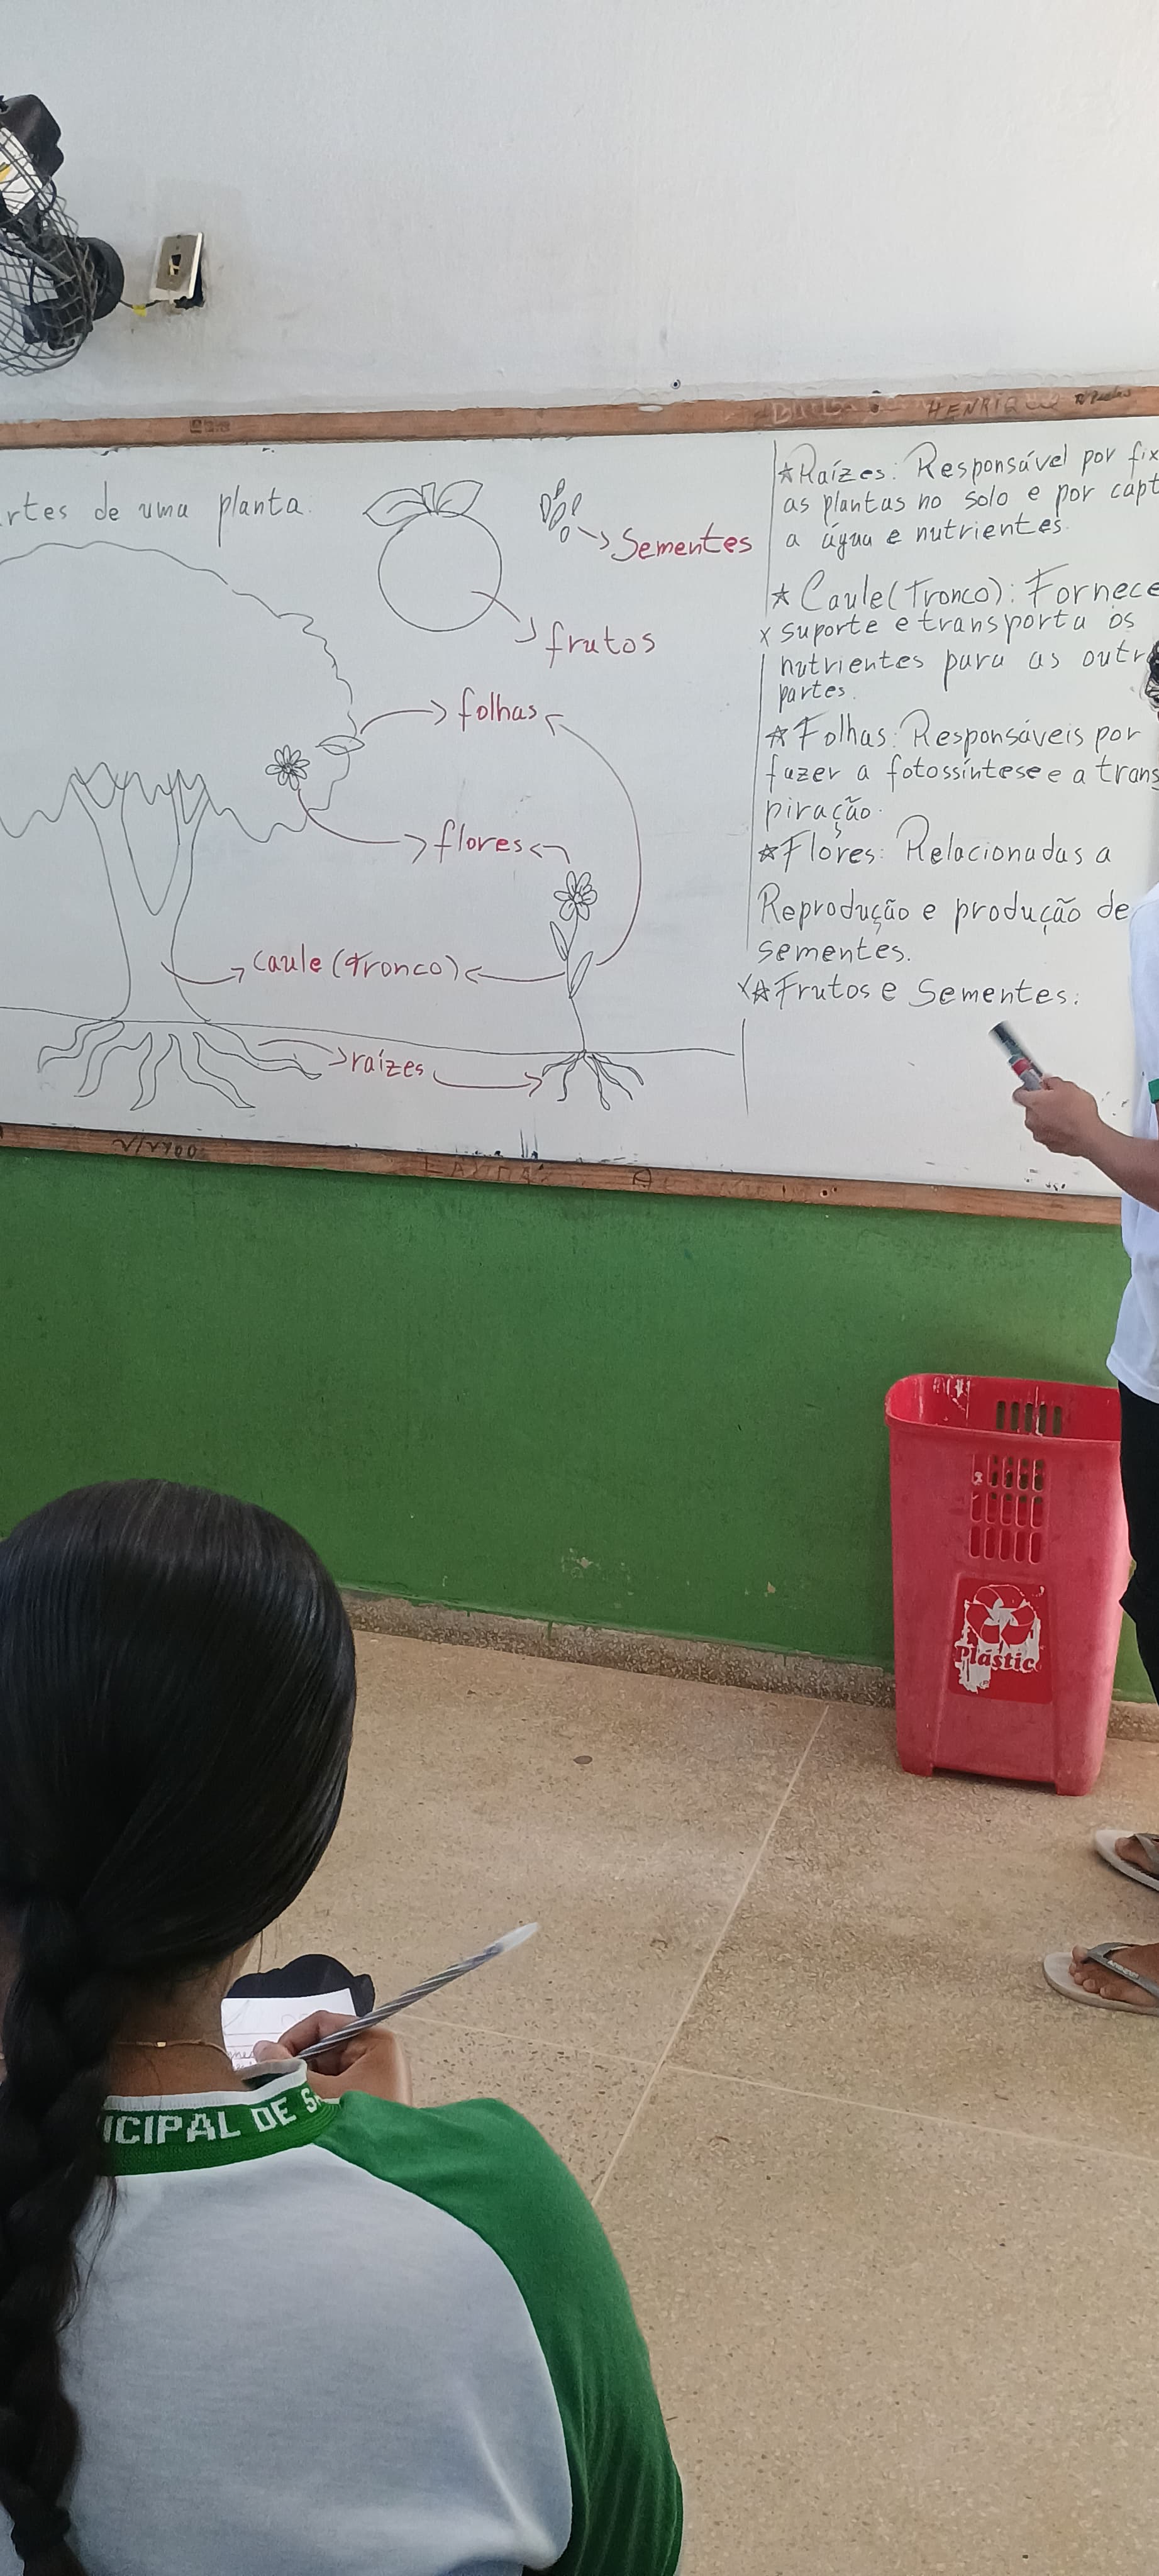 rtes de uma planta:
Sementes
frutos
folhas
flores
caule (Tronco)
raízes
★Raízes: Responsável por fix
as plantas no solo e por capt
a água e nutrientes.
★ Caule (Tronco): Fornece
x suporte e transporta os
nutrientes para as outr
partes.
★Folhas: Responsáveis por
fazer a fotossíntese e a trans
piração.
★Flores: Relacionadas a
Reprodução e produção de
sementes.
x★Frutos e Sementes:
HENRIQUE
Plástico
ICIPAL DE S